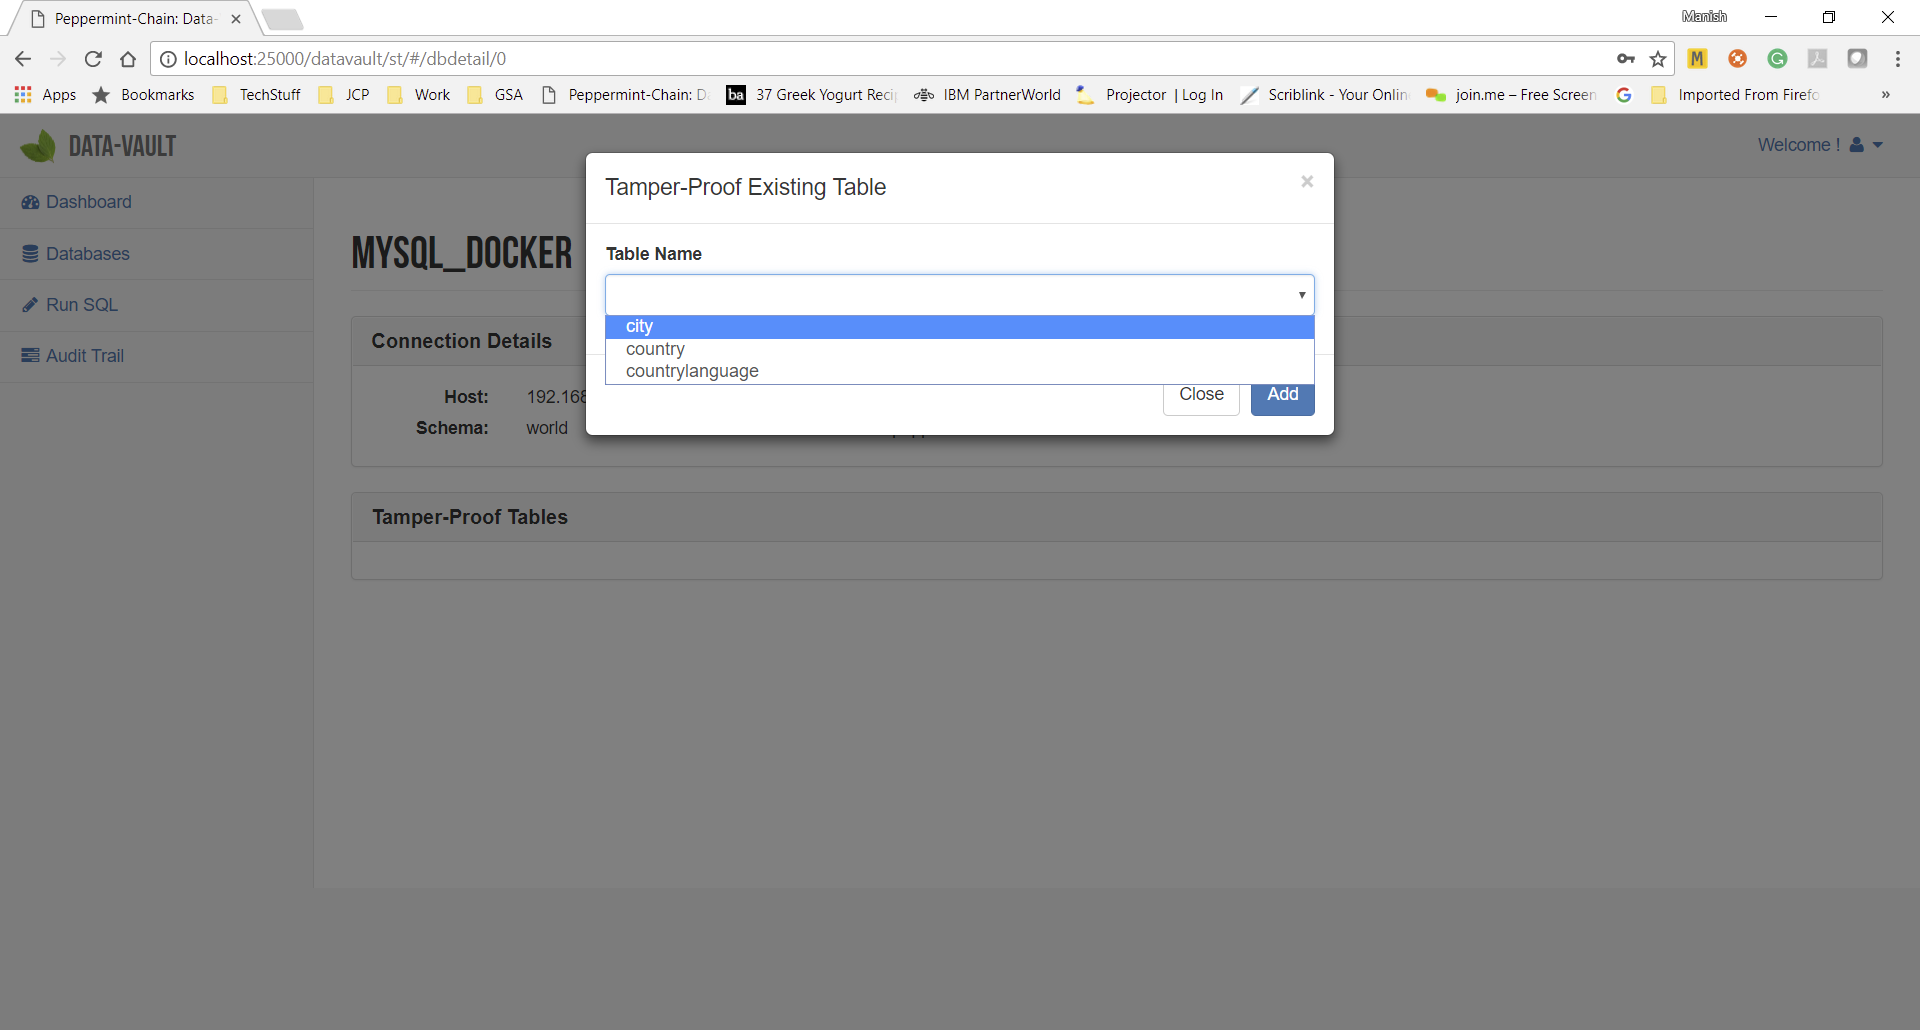 Peppermint-Chain: Data-
Manish
localhost:25000/datavault/st/#/dbdetail/0
Apps Bookmarks TechStuff JCP Work GSA Peppermint-Chain: D ba 37 Greek Yogurt Reci IBM PartnerWorld Projector | Log In Scriblink - Your Onlin join.me – Free Screen Imported From Firefo »
DATA-VAULT
Welcome !
Dashboard
Databases
Run SQL
Audit Trail
MYSQL_DOCKER
Connection Details
Host: 192.168
Schema: world
Tamper-Proof Tables
Tamper-Proof Existing Table
×
Table Name
city
country
countrylanguage
Close Add